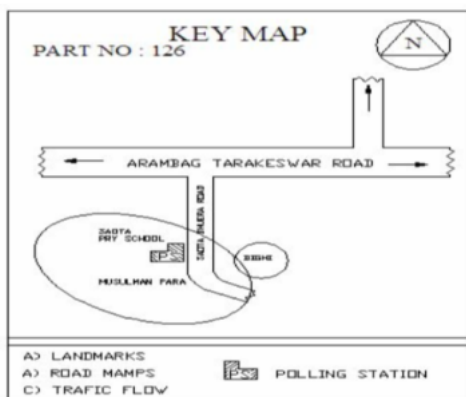 KEY MAP
PART NO : 126
N
ARAMBAG TARAKESWAR ROAD
SAOTA
PRY SCHOOL
PS
MUSULMAN PARA
A) LANDMARKS
A) ROAD MAMPS
C) TRAFIC FLOW
PS
POLLING STATION